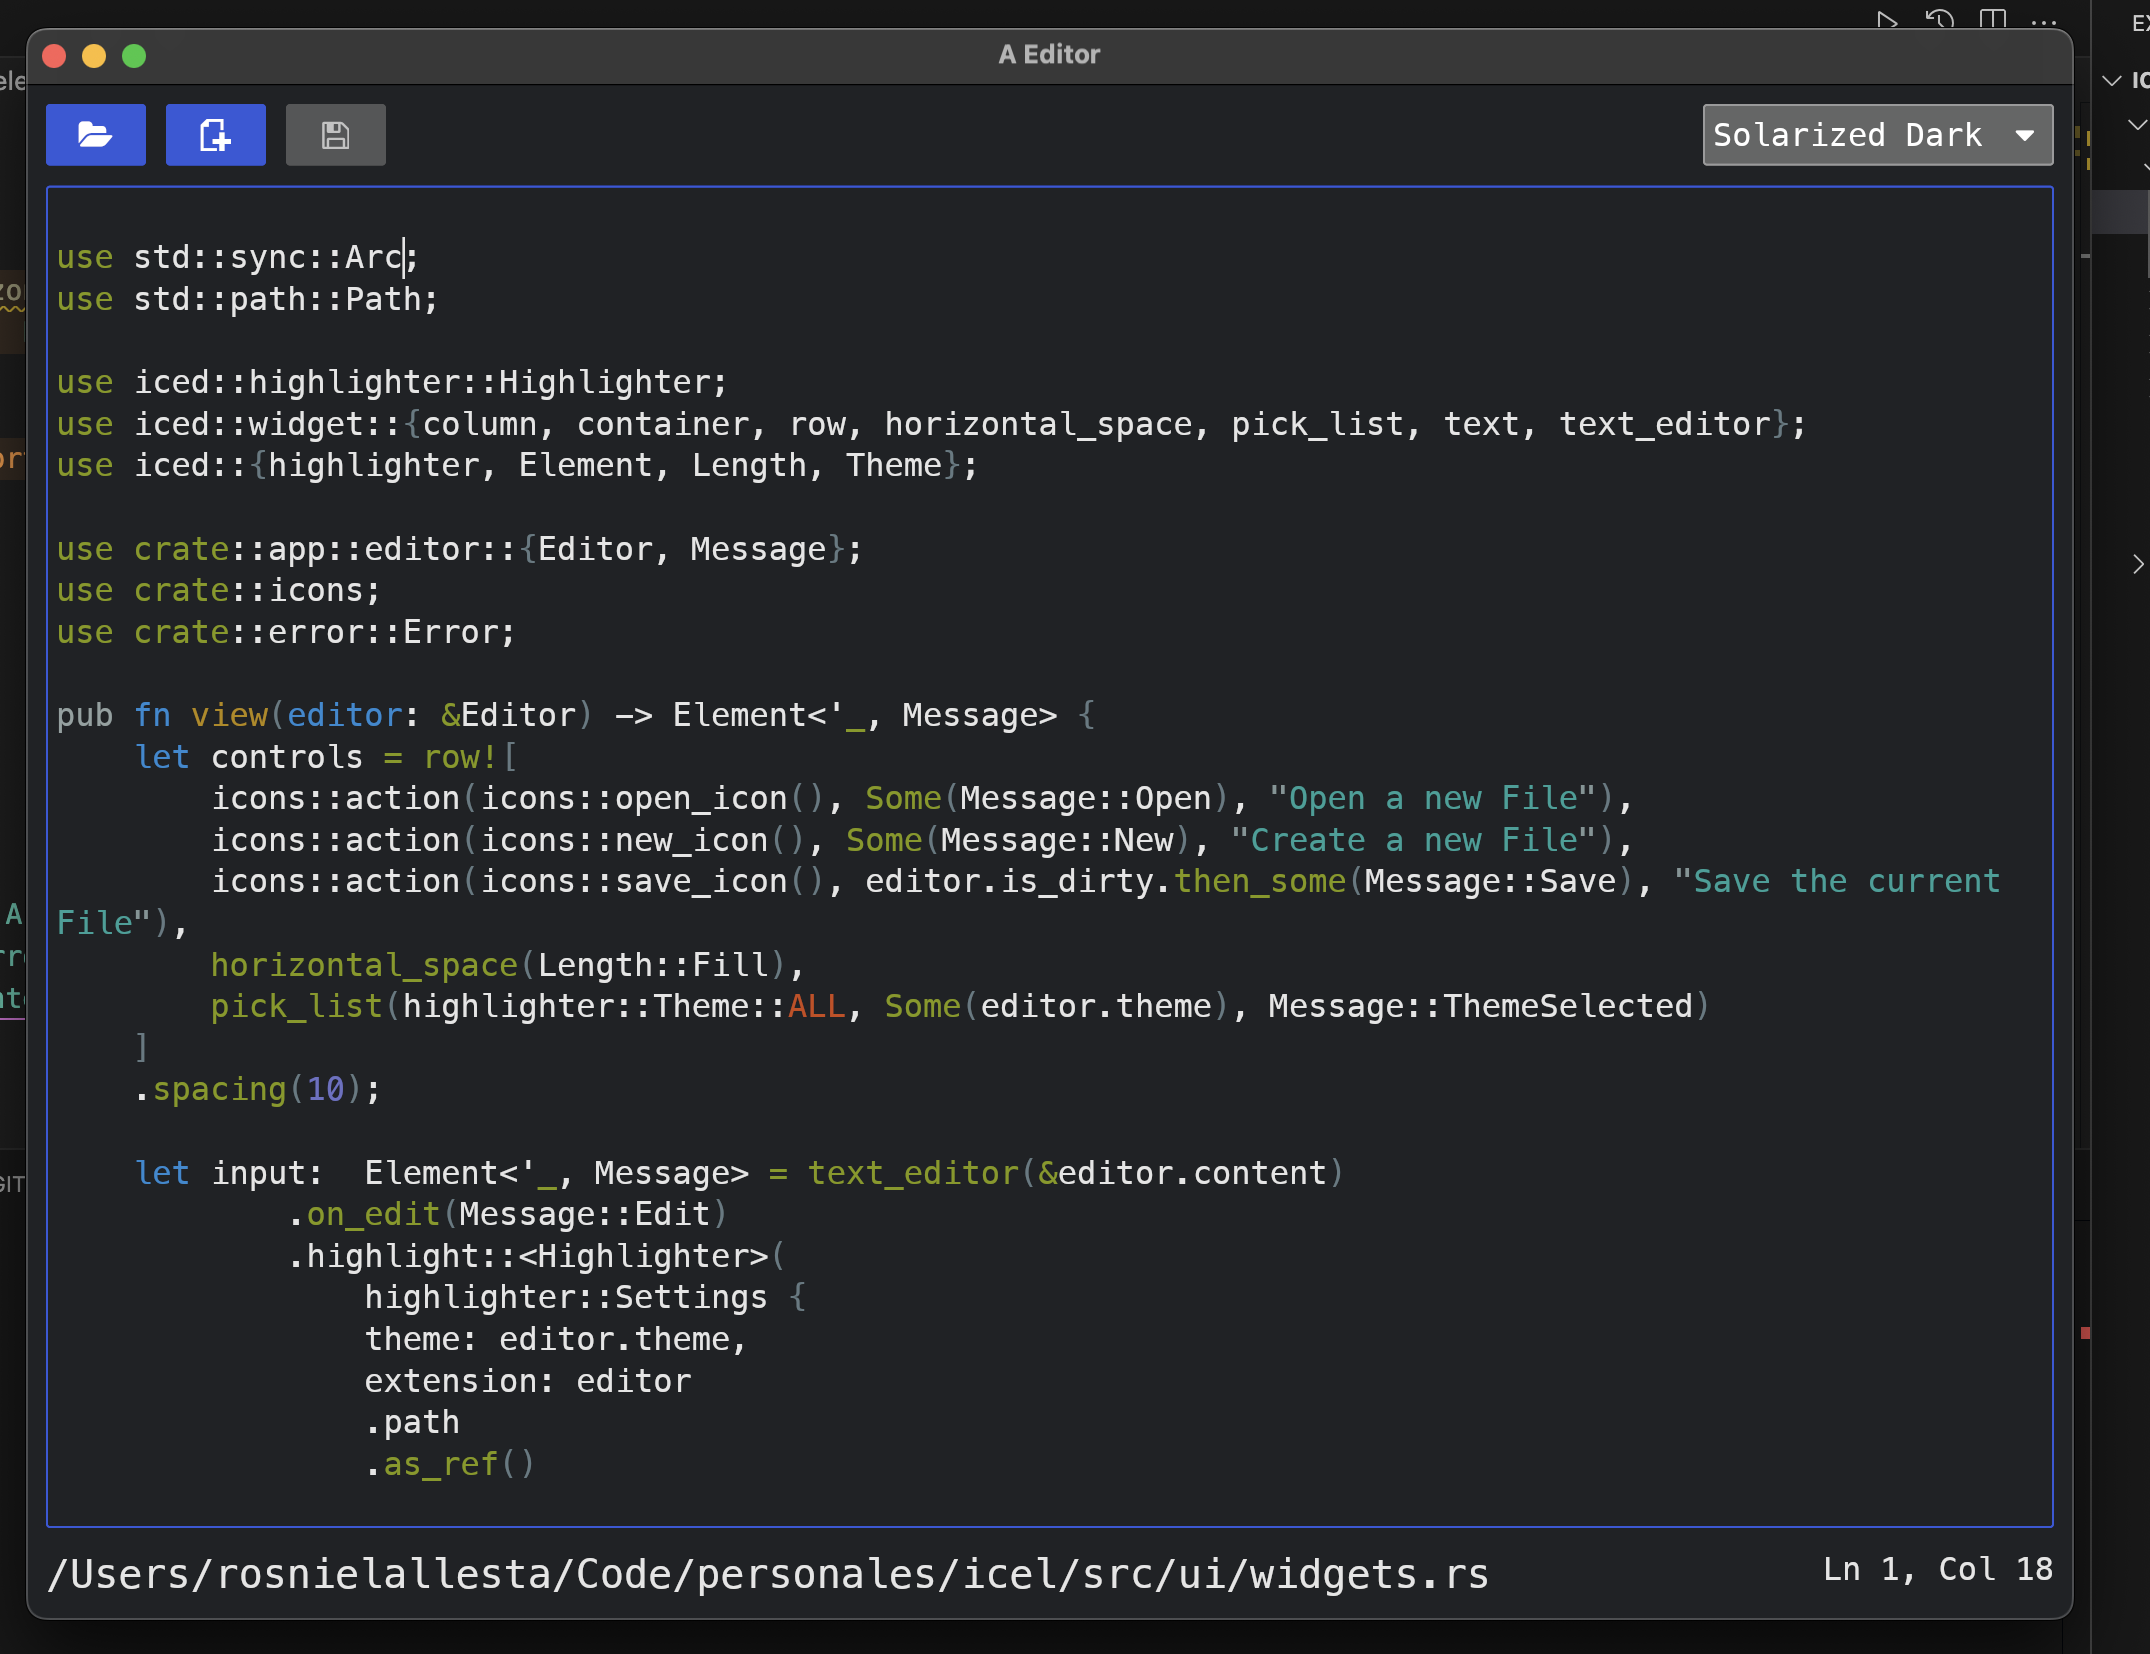 A Editor
Solarized Dark
use std::sync::Arc;
use std::path::Path;
use iced::highlighter::Highlighter;
use iced::widget::{column, container, row, horizontal_space, pick_list, text, text_editor};
use iced::{highlighter, Element, Length, Theme};
use crate::app::editor::{Editor, Message};
use crate::icons;
use crate::error::Error;
pub fn view(editor: &Editor) -> Element<'_, Message> {
    let controls = row![
        icons::action(icons::open_icon(), Some(Message::Open), "Open a new File"),
        icons::action(icons::new_icon(), Some(Message::New), "Create a new File"),
        icons::action(icons::save_icon(), editor.is_dirty.then_some(Message::Save), "Save the current
File"),
        horizontal_space(Length::Fill),
        pick_list(highlighter::Theme::ALL, Some(editor.theme), Message::ThemeSelected)
    ]
    .spacing(10);
    let input:  Element<'_, Message> = text_editor(&editor.content)
            .on_edit(Message::Edit)
            .highlight::<Highlighter>(
                highlighter::Settings {
                theme: editor.theme,
                extension: editor
                .path
                .as_ref()
/Users/rosnielallesta/Code/personales/icel/src/ui/widgets.rs
Ln 1, Col 18